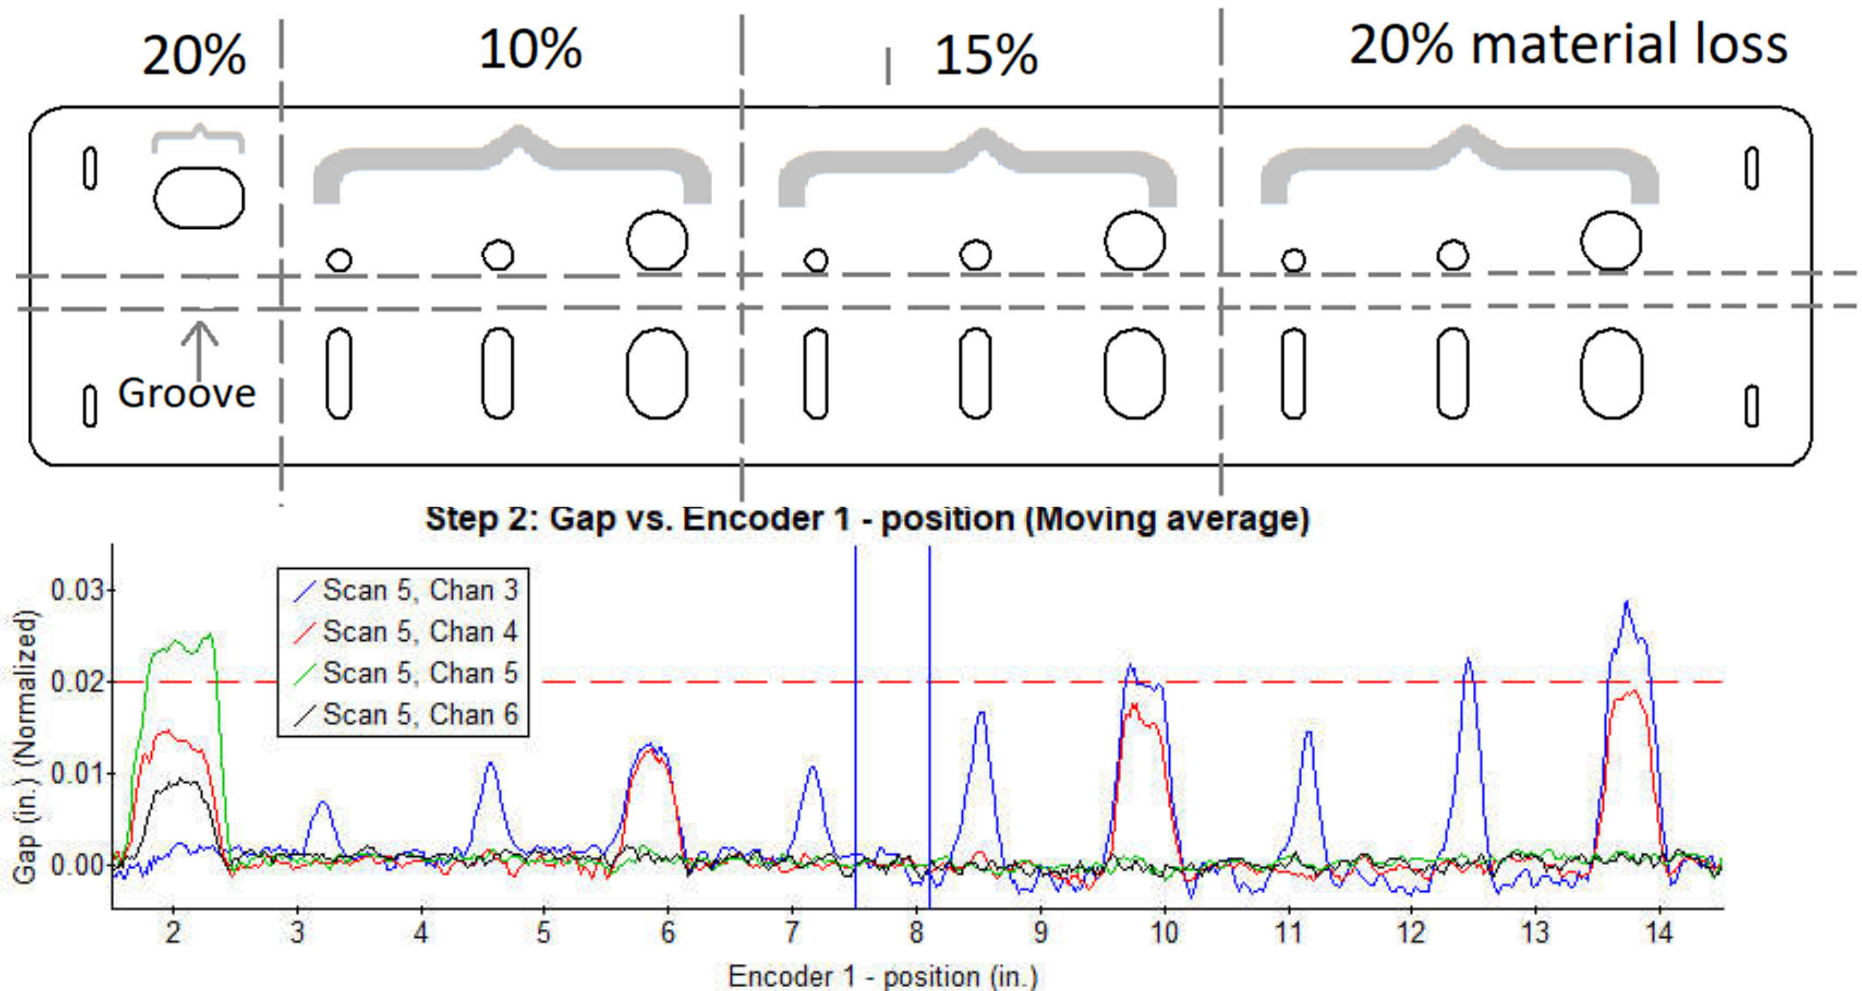 20% 10% 15% 20% material loss
Groove
Step 2: Gap vs. Encoder 1 - position (Moving average)
Gap (in.) (Normalized)
0.03
0.02
0.01
0.00
Scan 5, Chan 3
Scan 5, Chan 4
Scan 5, Chan 5
Scan 5, Chan 6
2 3 4 5 6 7 8 9 10 11 12 13 14
Encoder 1 - position (in.)